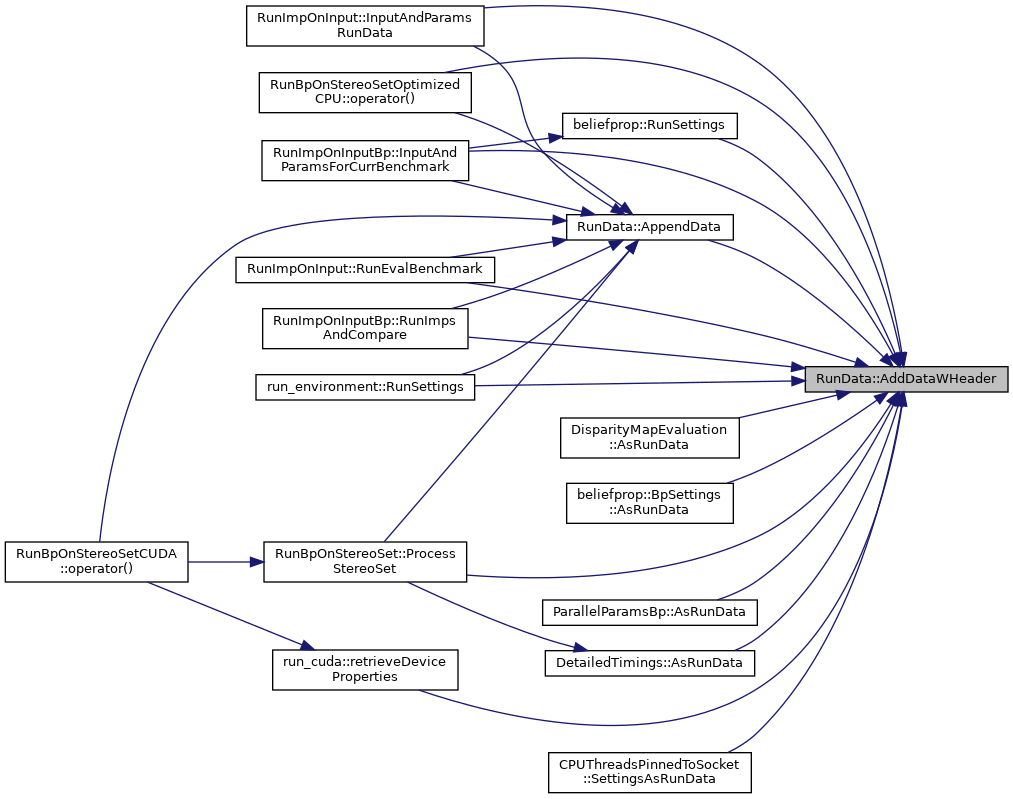 RunImpOnInput::InputAndParams
RunData
RunBpOnStereoSetOptimized
CPU::operator()
beliefprop::RunSettings
RunImpOnInputBp::InputAnd
ParamsForCurrBenchmark
RunData::AppendData
RunImpOnInput::RunEvalBenchmark
RunImpOnInputBp::RunImps
AndCompare
run_environment::RunSettings
RunData::AddDataWHeader
DisparityMapEvaluation
::AsRunData
beliefprop::BpSettings
::AsRunData
RunBpOnStereoSetCUDA
::operator()
RunBpOnStereoSet::Process
StereoSet
ParallelParamsBp::AsRunData
run_cuda::retrieveDevice
Properties
DetailedTimings::AsRunData
CPUThreadsPinnedToSocket
::SettingsAsRunData